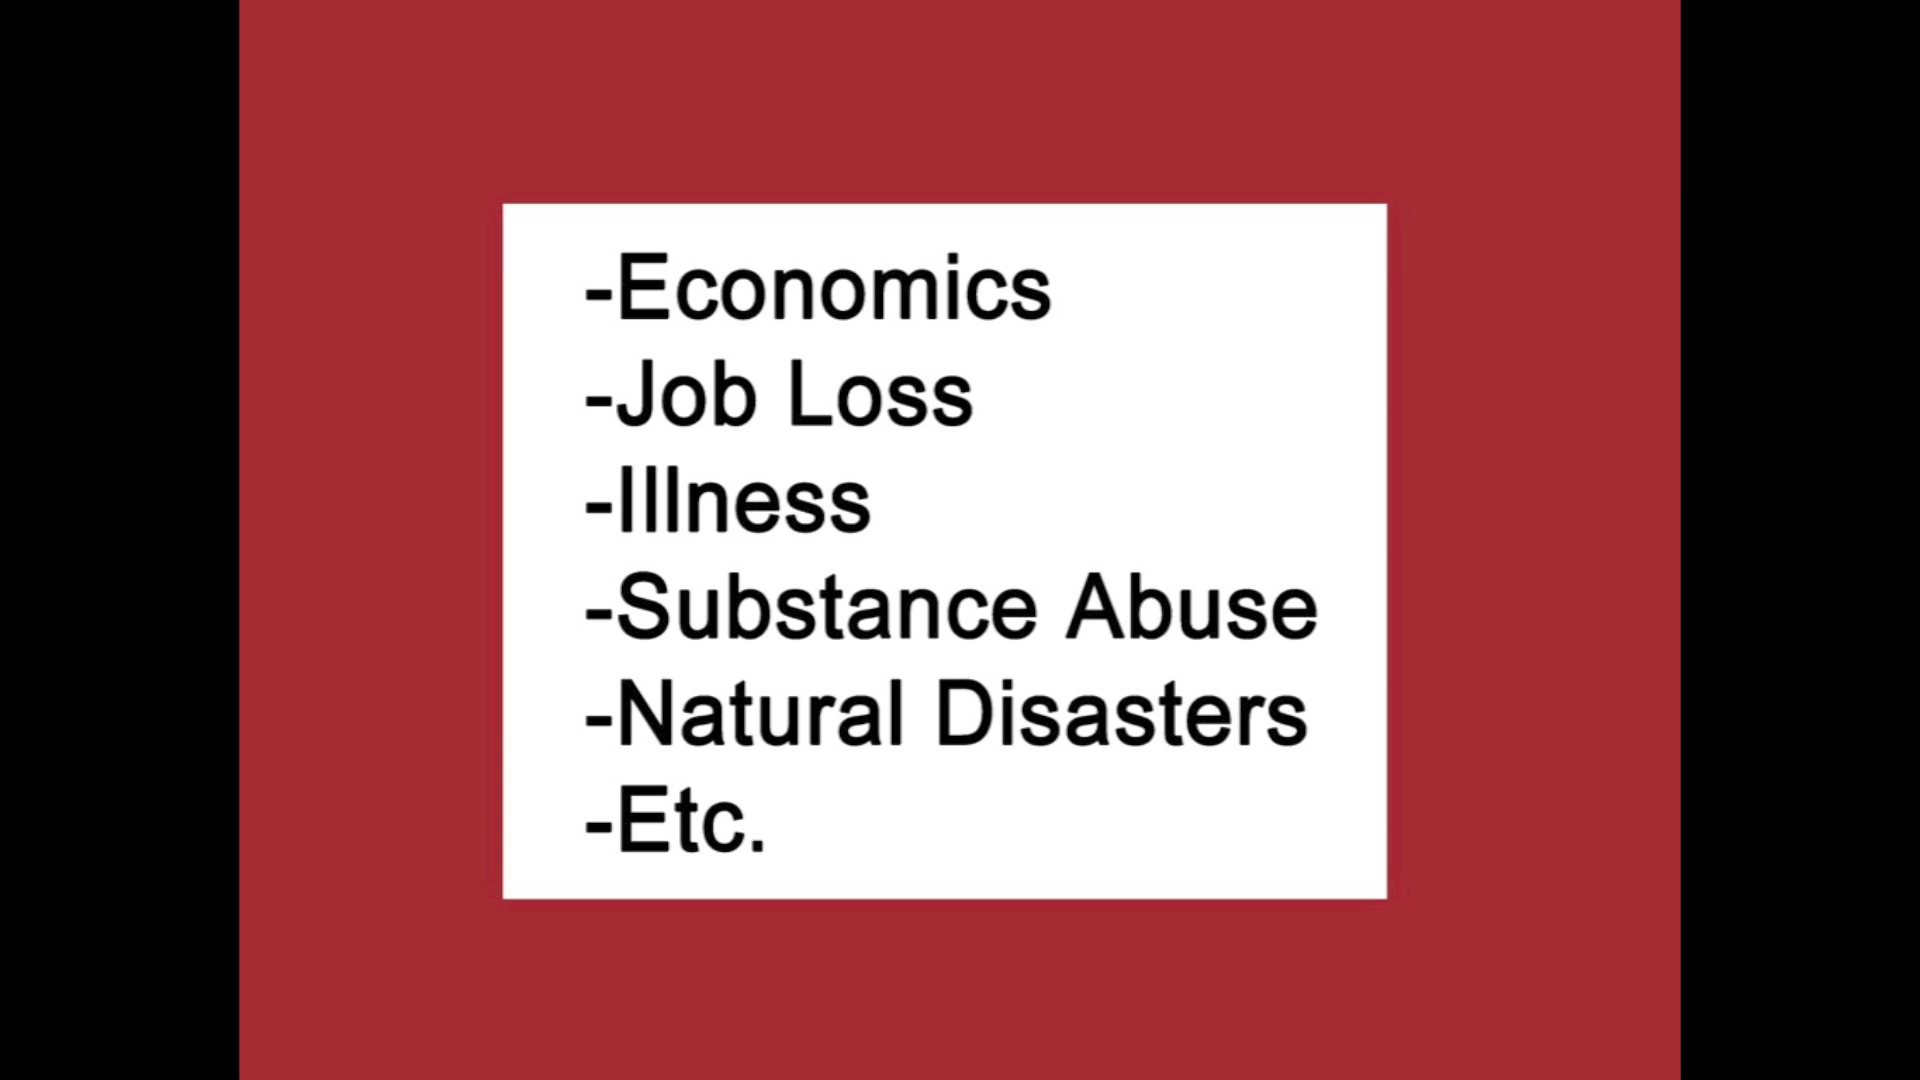 -Economics
-Job Loss
-Illness
-Substance Abuse
-Natural Disasters
-Etc.